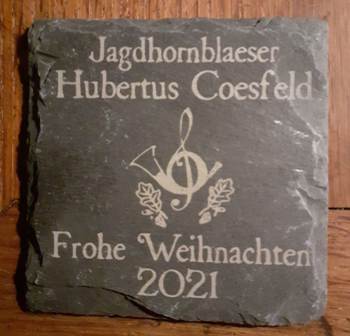 Jagdhornblaeser
Hubertus Coesfeld
Frohe Weihnachten
2021